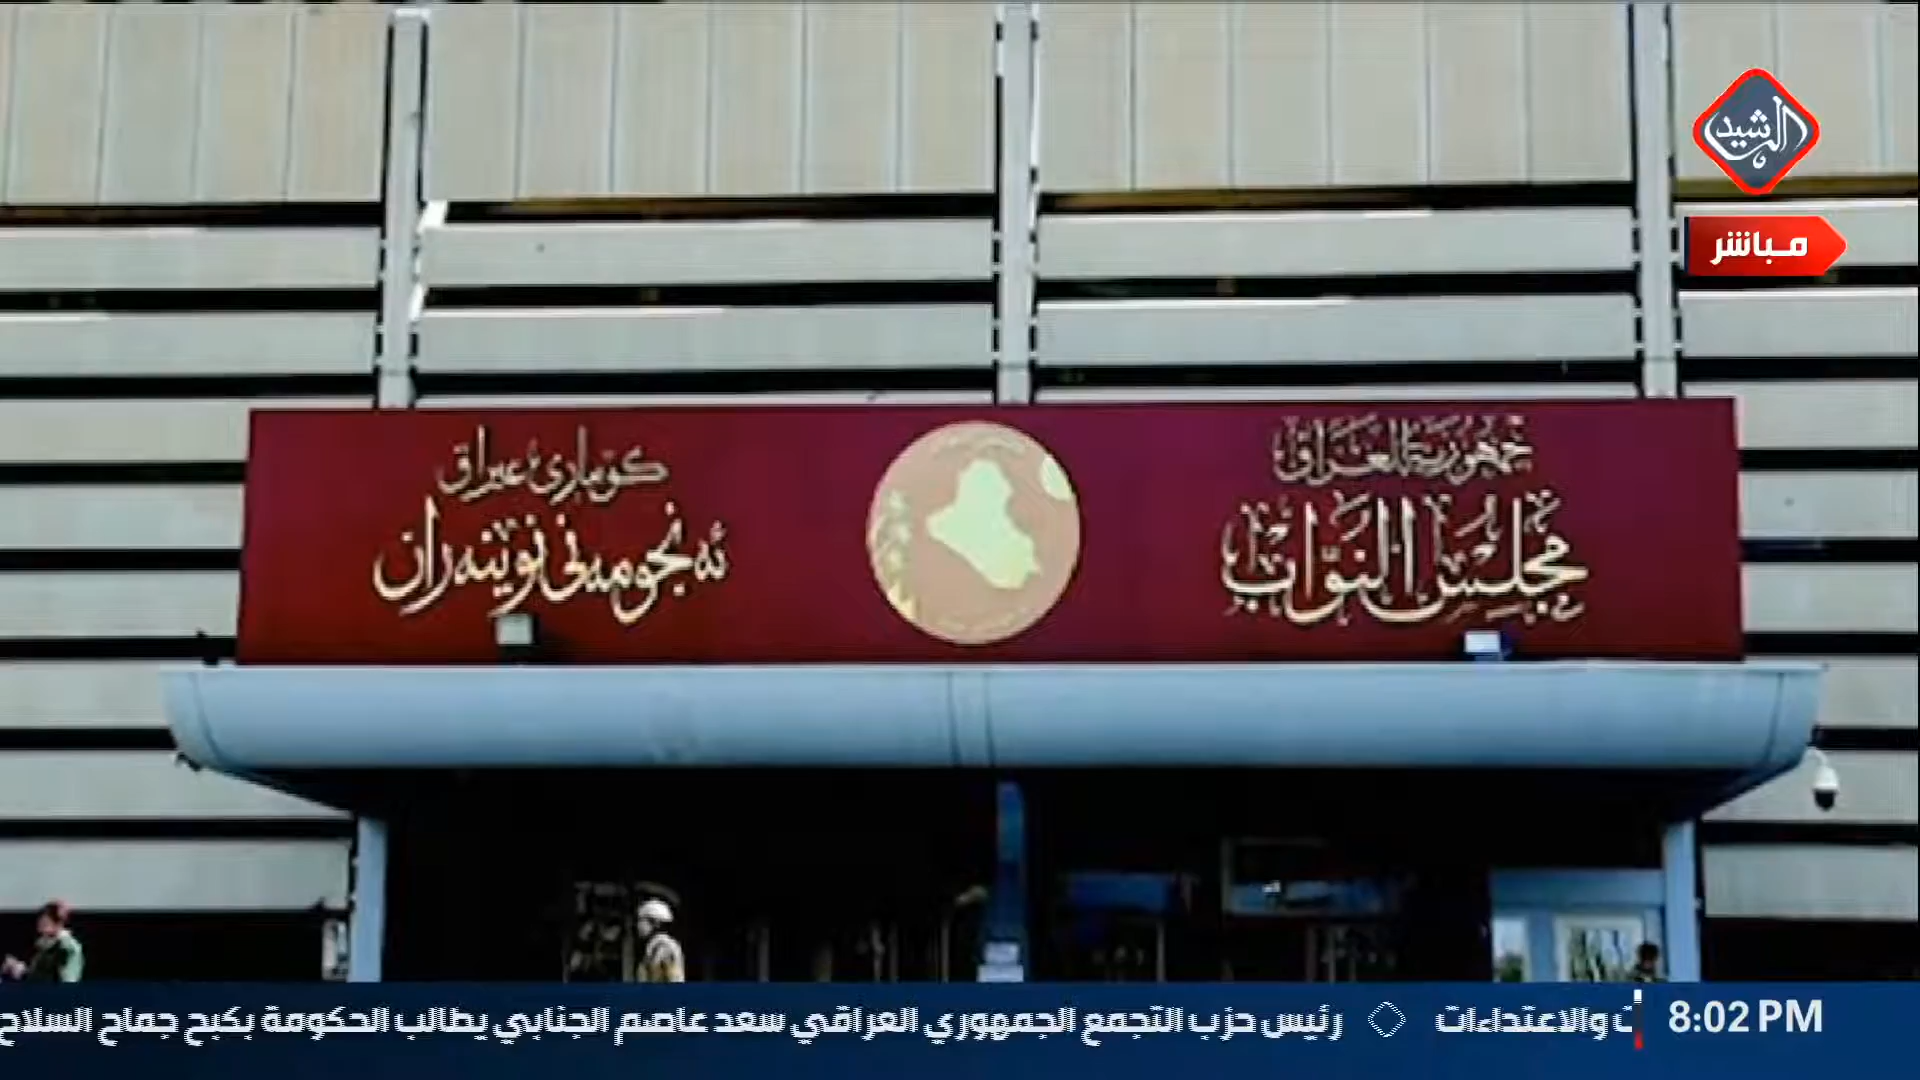 الرشيد
مباشر
جمهورية العراق
مجلس النواب
كۆماری عیراق
ئەنجومەنی نوێنەران
ت والاعتداءات ◇ رئيس حزب التجمع الجمهوري العراقي سعد عاصم الجنابي يطالب الحكومة بكبح جماح السلاح
8:02 PM